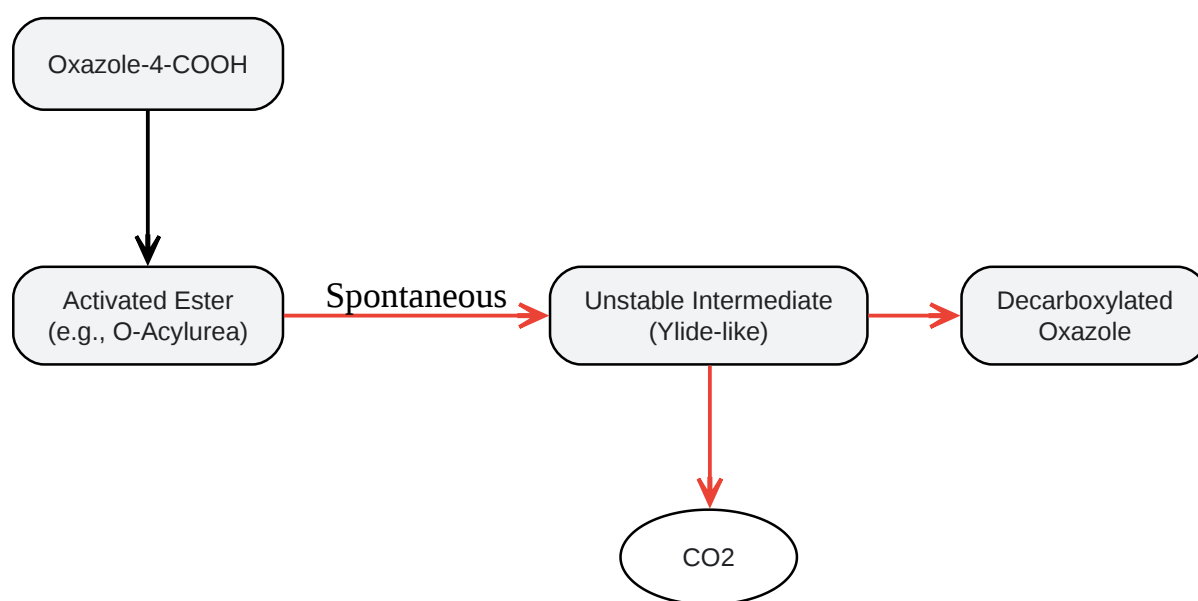 Oxazole-4-COOH
Activated Ester
(e.g., O-Acylurea)
Spontaneous
Unstable Intermediate
(Ylide-like)
Decarboxylated
Oxazole
CO2